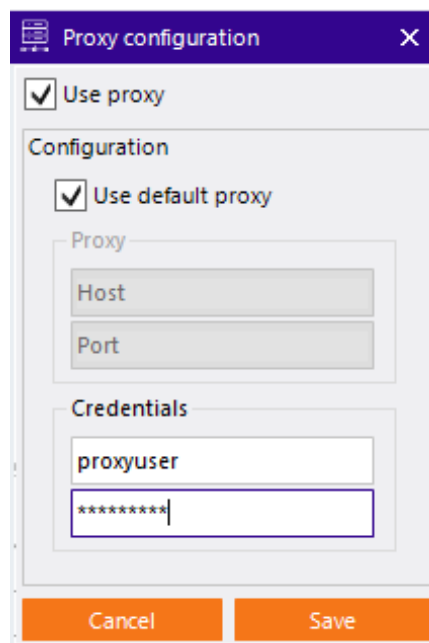 Proxy configuration
Use proxy
Configuration
Use default proxy
Proxy
Host
Port
Credentials
proxyuser
*********
Cancel Save